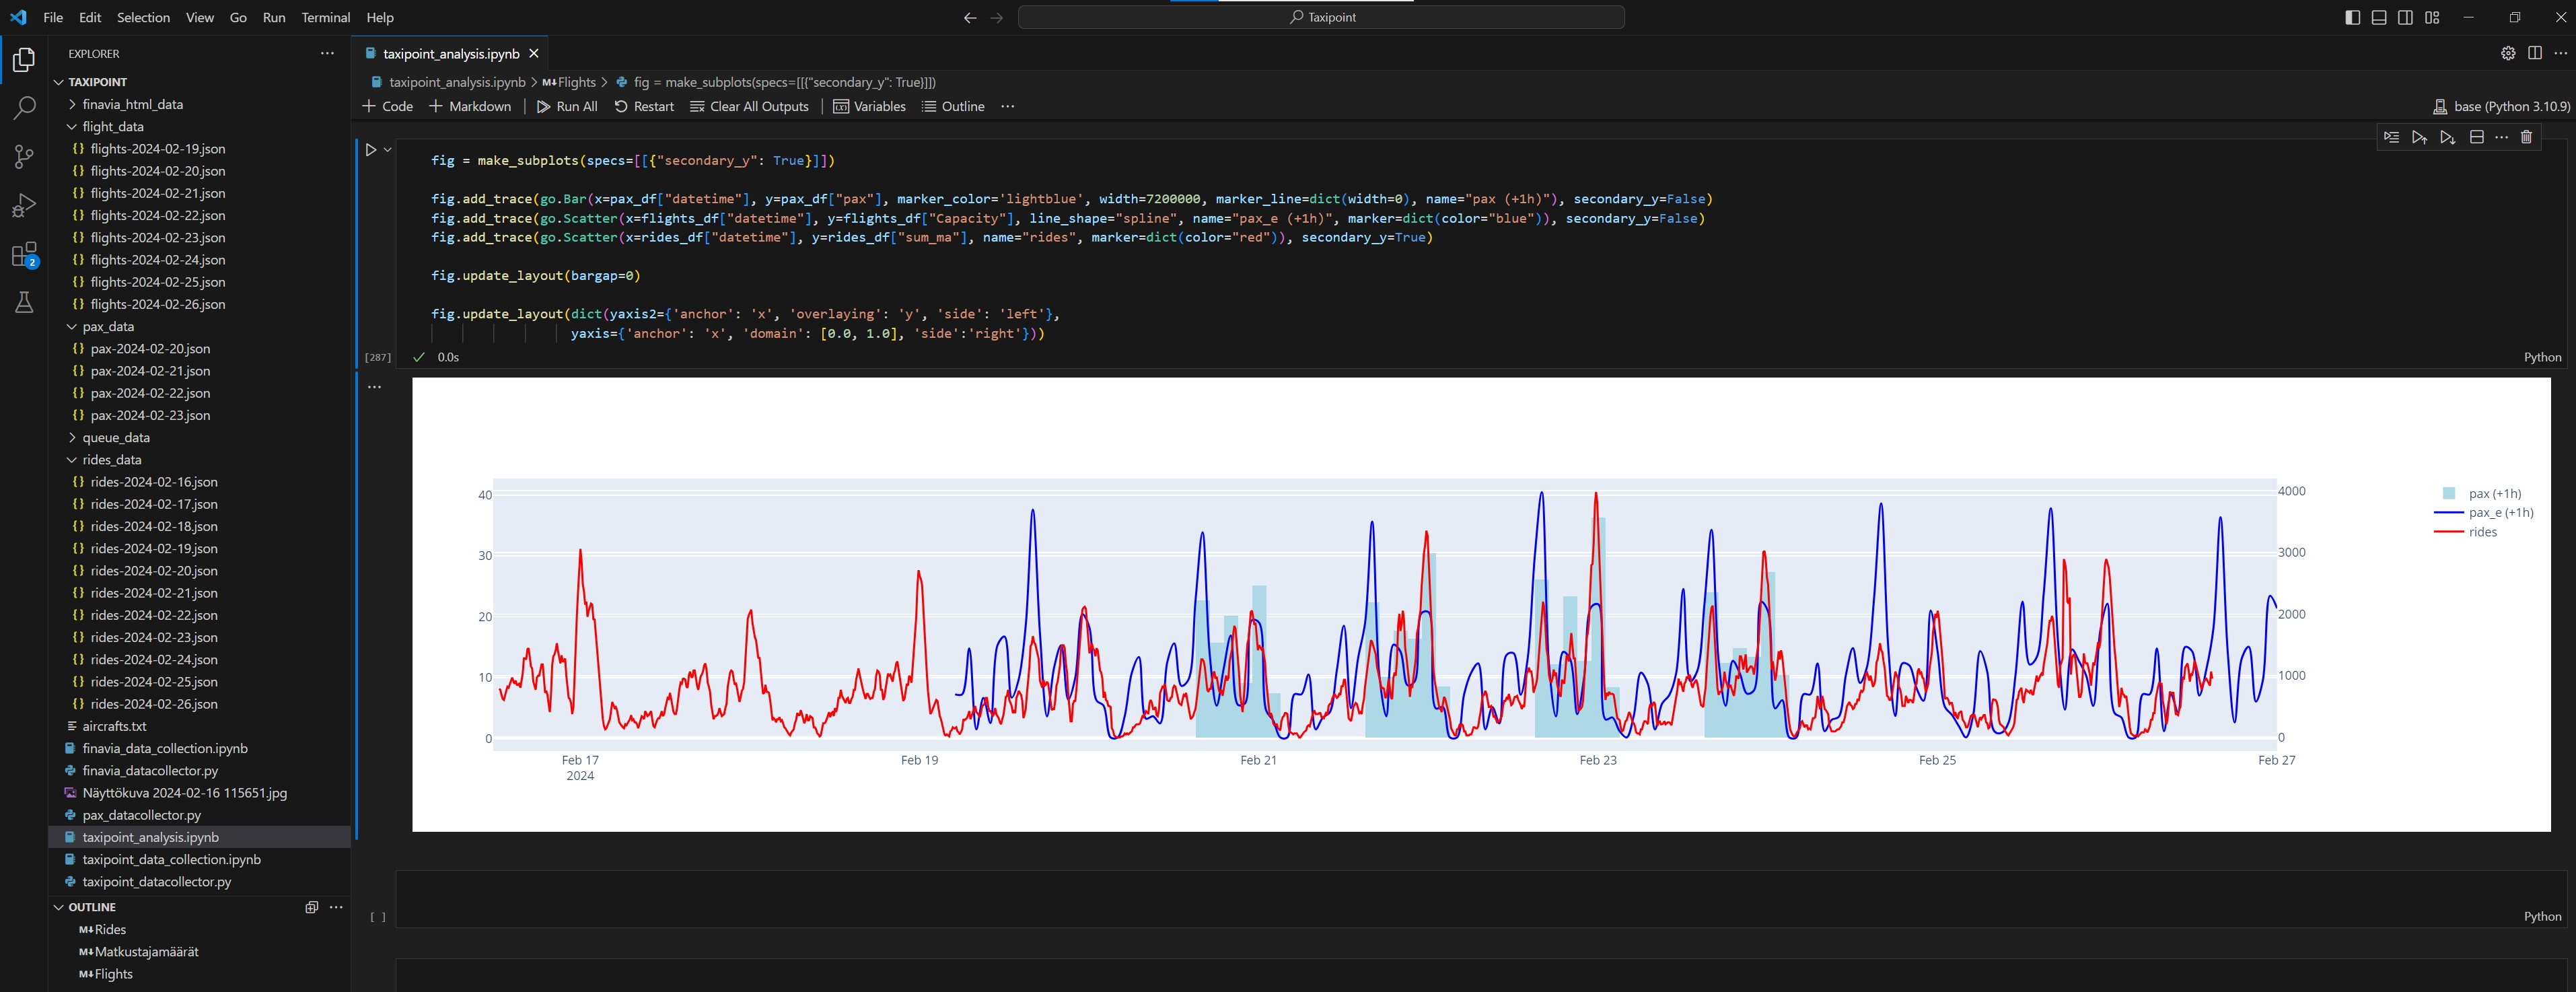 File Edit Selection View Go Run Terminal Help
Taxipoint
EXPLORER
TAXIPOINT
finavia_html_data
flight_data
flights-2024-02-19.json
flights-2024-02-20.json
flights-2024-02-21.json
flights-2024-02-22.json
flights-2024-02-23.json
flights-2024-02-24.json
flights-2024-02-25.json
flights-2024-02-26.json
pax_data
pax-2024-02-20.json
pax-2024-02-21.json
pax-2024-02-22.json
pax-2024-02-23.json
queue_data
rides_data
rides-2024-02-16.json
rides-2024-02-17.json
rides-2024-02-18.json
rides-2024-02-19.json
rides-2024-02-20.json
rides-2024-02-21.json
rides-2024-02-22.json
rides-2024-02-23.json
rides-2024-02-24.json
rides-2024-02-25.json
rides-2024-02-26.json
aircrafts.txt
finavia_data_collection.ipynb
finavia_datacollector.py
Näyttökuva 2024-02-16 115651.jpg
pax_datacollector.py
taxipoint_analysis.ipynb
taxipoint_data_collection.ipynb
taxipoint_datacollector.py
OUTLINE
M↓Rides
M↓Matkustajamäärät
M↓Flights
2
taxipoint_analysis.ipynb
taxipoint_analysis.ipynb > M↓Flights > fig = make_subplots(specs=[[{"secondary_y": True}]])
+ Code + Markdown | Run All Restart Clear All Outputs | Variables Outline ...
base (Python 3.10.9)
fig = make_subplots(specs=[[{"secondary_y": True}]])
fig.add_trace(go.Bar(x=pax_df["datetime"], y=pax_df["pax"], marker_color='lightblue', width=7200000, marker_line=dict(width=0), name="pax (+1h)"), secondary_y=False)
fig.add_trace(go.Scatter(x=flights_df["datetime"], y=flights_df["Capacity"], line_shape="spline", name="pax_e (+1h)", marker=dict(color="blue")), secondary_y=False)
fig.add_trace(go.Scatter(x=rides_df["datetime"], y=rides_df["sum_ma"], name="rides", marker=dict(color="red")), secondary_y=True)
fig.update_layout(bargap=0)
fig.update_layout(dict(yaxis2={'anchor': 'x', 'overlaying': 'y', 'side': 'left'},
yaxis={'anchor': 'x', 'domain': [0.0, 1.0], 'side':'right'}))
[287] 0.0s Python
40
30
20
10
0
4000
3000
2000
1000
0
Feb 17 Feb 19 Feb 21 Feb 23 Feb 25 Feb 27
2024
pax (+1h)
pax_e (+1h)
rides
[ ] Python